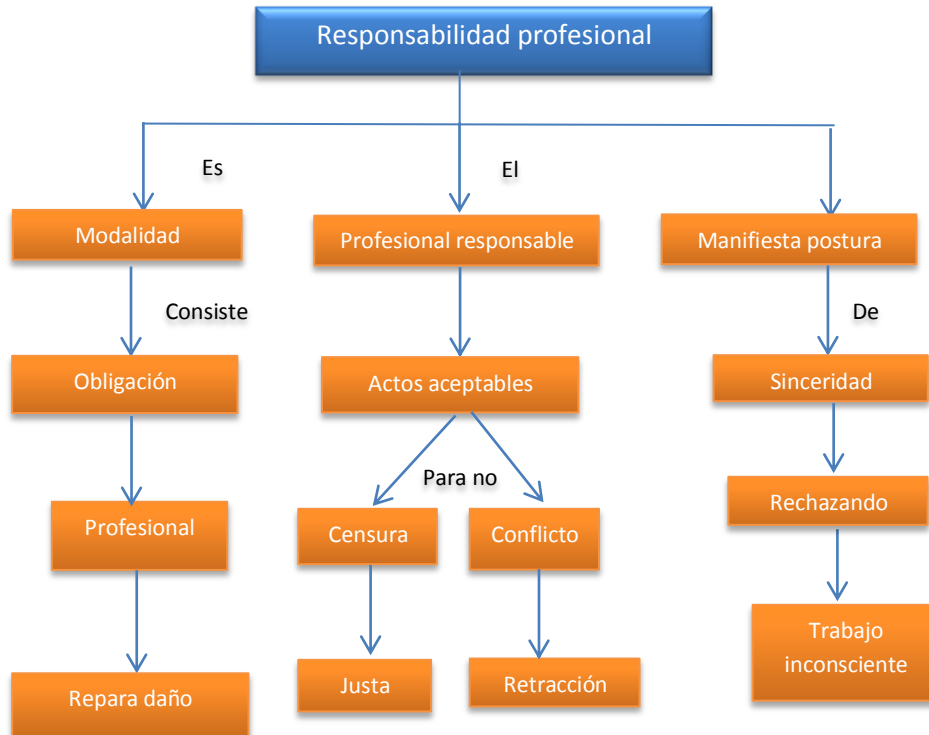 Responsabilidad profesional
Es
El
Modalidad
Profesional responsable
Manifiesta postura
Consiste
De
Obligación
Actos aceptables
Sinceridad
Para no
Profesional
Censura
Conflicto
Rechazando
Repara daño
Justa
Retracción
Trabajo
inconsciente